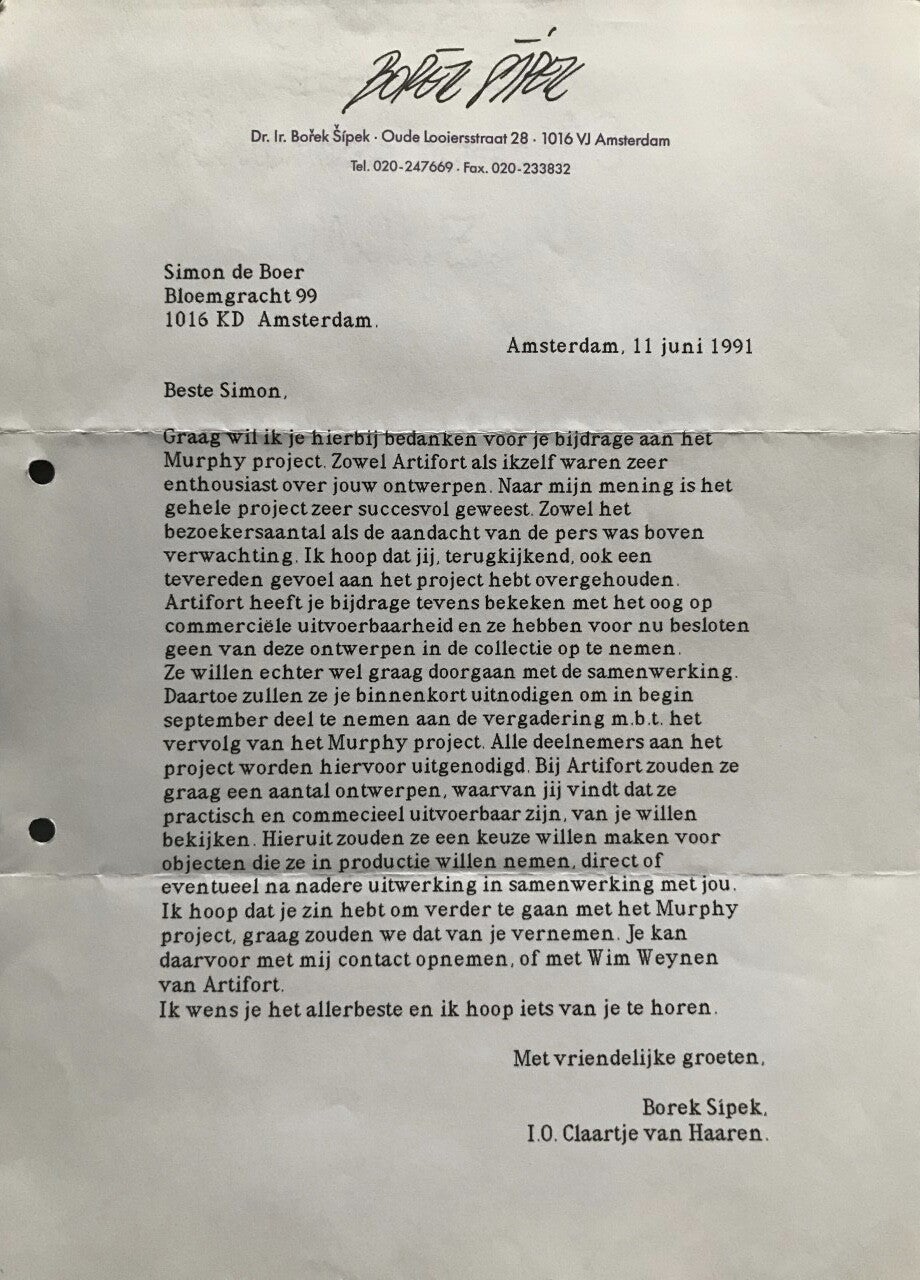 BOŘEK ŠÍPEK
Dr. Ir. Bořek Šípek · Oude Looiersstraat 28 · 1016 VJ Amsterdam
Tel. 020-247669 · Fax. 020-233832
Simon de Boer
Bloemgracht 99
1016 KD Amsterdam.
Amsterdam, 11 juni 1991
Beste Simon,
Graag wil ik je hierbij bedanken voor je bijdrage aan het
Murphy project. Zowel Artifort als ikzelf waren zeer
enthousiast over jouw ontwerpen. Naar mijn mening is het
gehele project zeer succesvol geweest. Zowel het
bezoekersaantal als de aandacht van de pers was boven
verwachting. Ik hoop dat jij, terugkijkend, ook een
tevereden gevoel aan het project hebt overgehouden.
Artifort heeft je bijdrage tevens bekeken met het oog op
commerciële uitvoerbaarheid en ze hebben voor nu besloten
geen van deze ontwerpen in de collectie op te nemen.
Ze willen echter wel graag doorgaan met de samenwerking.
Daartoe zullen ze je binnenkort uitnodigen om in begin
september deel te nemen aan de vergadering m.b.t. het
vervolg van het Murphy project. Alle deelnemers aan het
project worden hiervoor uitgenodigd. Bij Artifort zouden ze
graag een aantal ontwerpen, waarvan jij vindt dat ze
practisch en commecieel uitvoerbaar zijn, van je willen
bekijken. Hieruit zouden ze een keuze willen maken voor
objecten die ze in productie willen nemen, direct of
eventueel na nadere uitwerking in samenwerking met jou.
Ik hoop dat je zin hebt om verder te gaan met het Murphy
project, graag zouden we dat van je vernemen. Je kan
daarvoor met mij contact opnemen, of met Wim Weynen
van Artifort.
Ik wens je het allerbeste en ik hoop iets van je te horen.
Met vriendelijke groeten,
Borek Sípek,
I.O. Claartje van Haaren.